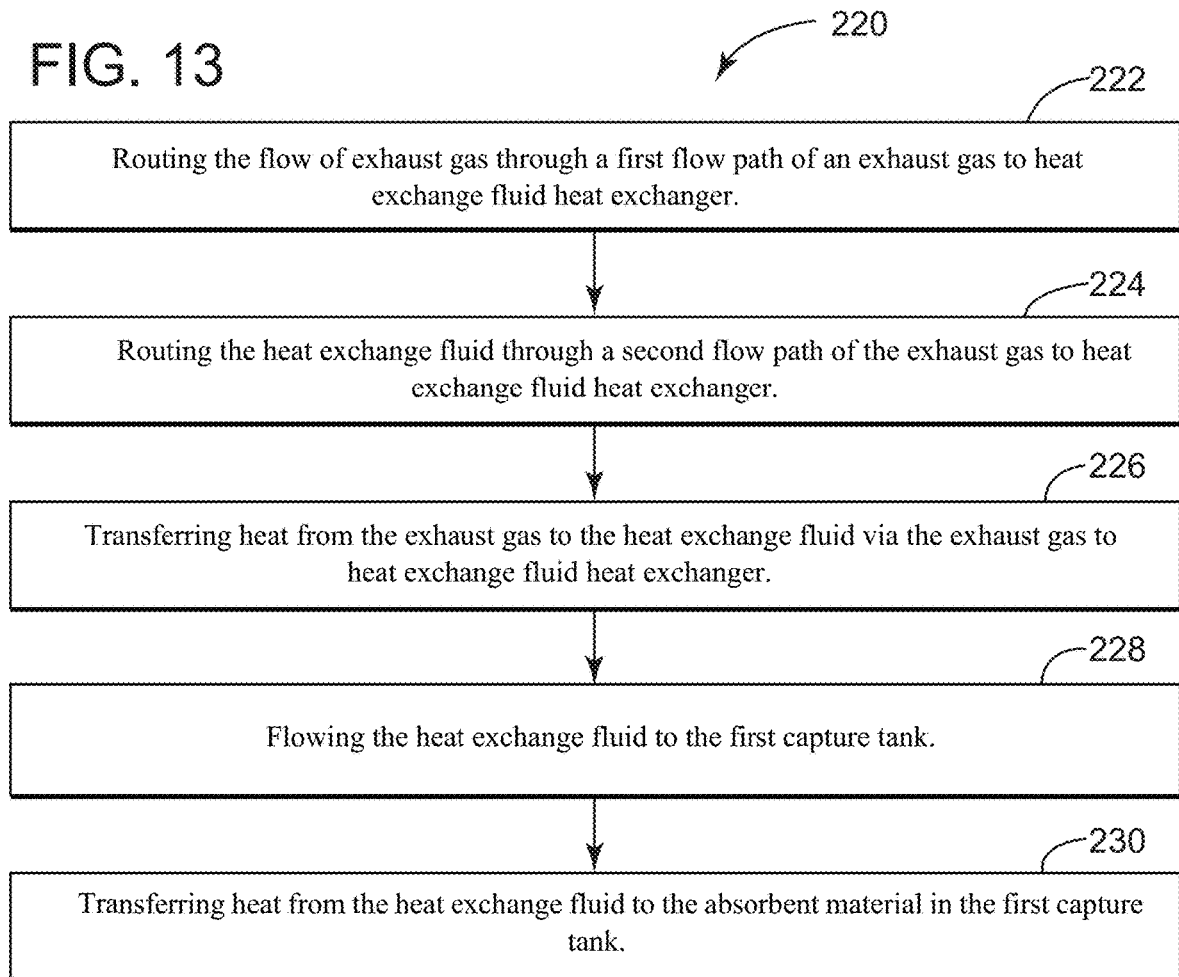 FIG. 13
220
222
Routing the flow of exhaust gas through a first flow path of an exhaust gas to heat
exchange fluid heat exchanger.
224
Routing the heat exchange fluid through a second flow path of the exhaust gas to heat
exchange fluid heat exchanger.
226
Transferring heat from the exhaust gas to the heat exchange fluid via the exhaust gas to
heat exchange fluid heat exchanger.
228
Flowing the heat exchange fluid to the first capture tank.
230
Transferring heat from the heat exchange fluid to the absorbent material in the first capture
tank.